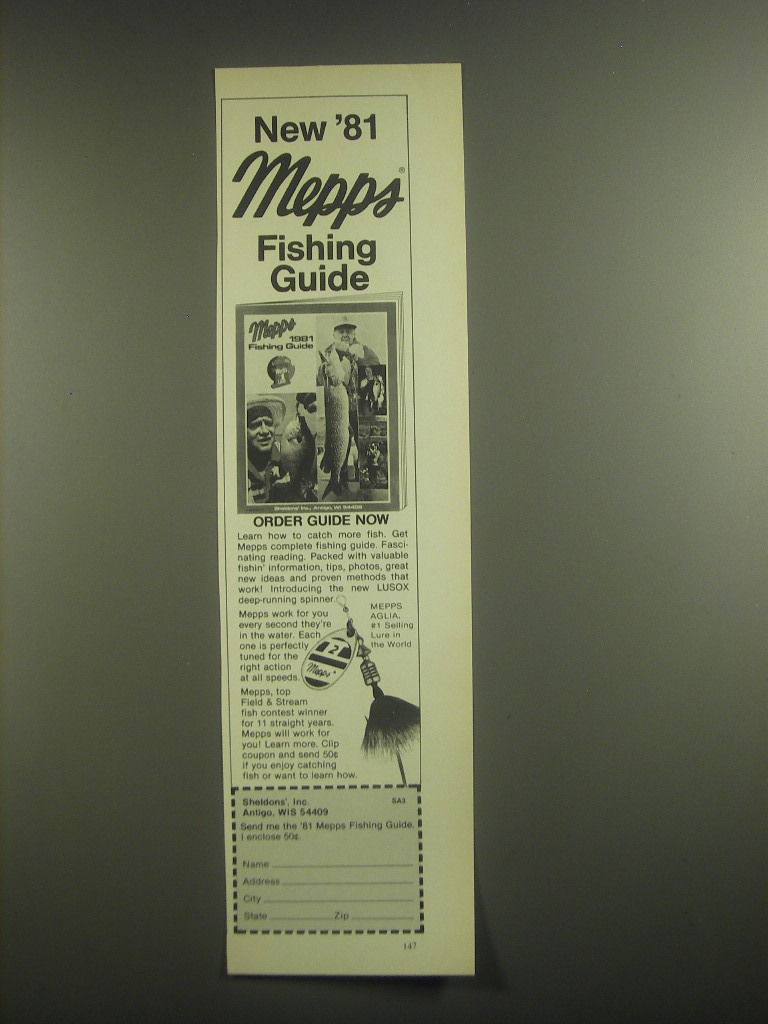 New '81
Mepps®
Fishing
Guide
Mepps
1981
Fishing Guide
Sheldons' Inc., Antigo, WI 54409
ORDER GUIDE NOW
Learn how to catch more fish. Get
Mepps complete fishing guide. Fasci-
nating reading. Packed with valuable
fishin' information, tips, photos, great
new ideas and proven methods that
work! Introducing the new LUSOX
deep-running spinner.
Mepps work for you
every second they're
in the water. Each
one is perfectly
tuned for the
right action
at all speeds.
MEPPS
AGLIA,
#1 Selling
Lure in
the World
2
Mepps®
Mepps, top
Field & Stream
fish contest winner
for 11 straight years.
Mepps will work for
you! Learn more. Clip
coupon and send 50¢
if you enjoy catching
fish or want to learn how.
Sheldons', Inc. SA3
Antigo, WIS 54409
Send me the '81 Mepps Fishing Guide.
I enclose 50¢.
Name
Address
City
State Zip
147